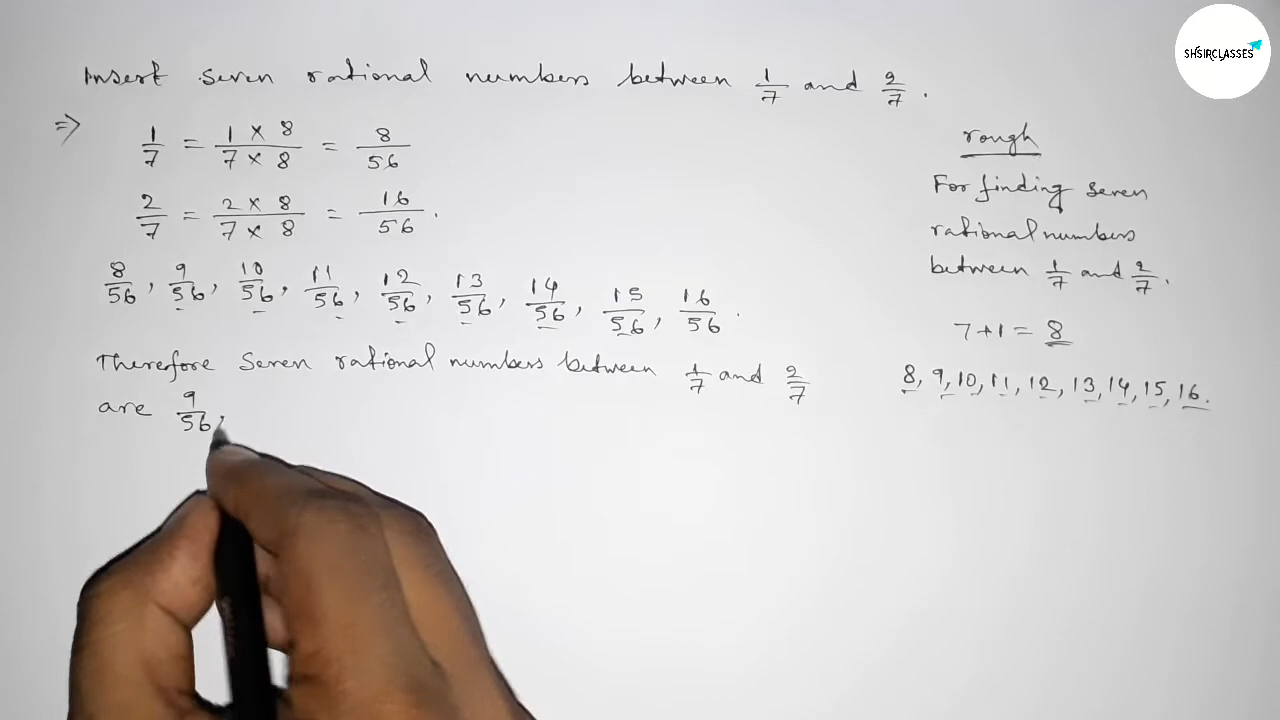 Insert seven rational numbers between 1/7 and 2/7.
⇒ 1/7 = 1 × 8 / 7 × 8 = 8/56
2/7 = 2 × 8 / 7 × 8 = 16/56.
8/56, 9/56, 10/56, 11/56, 12/56, 13/56, 14/56, 15/56, 16/56.
Therefore seven rational numbers between 1/7 and 2/7
are 9/56,
rough
For finding seven
rational numbers
between 1/7 and 2/7.
7+1 = 8
8, 9, 10, 11, 12, 13, 14, 15, 16.
SHSIRCLASSES